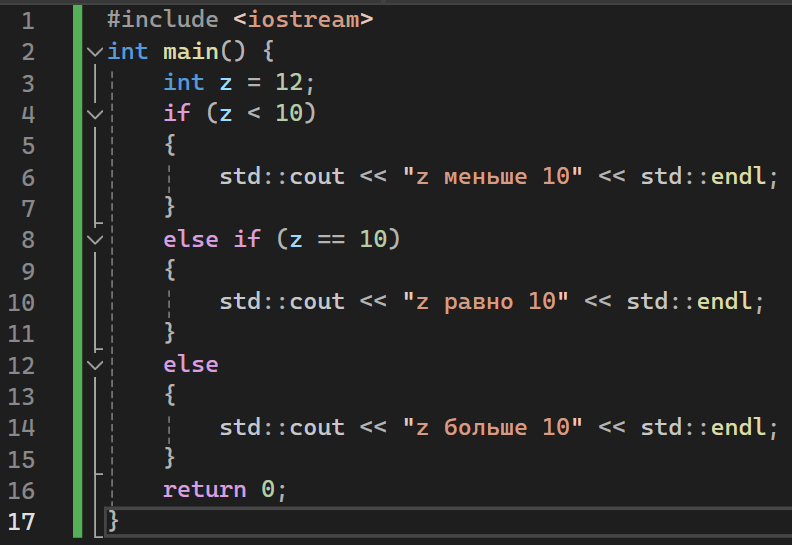 1 #include <iostream>
2 int main() {
3 int z = 12;
4 if (z < 10)
5 {
6 std::cout << "z меньше 10" << std::endl;
7 }
8 else if (z == 10)
9 {
10 std::cout << "z равно 10" << std::endl;
11 }
12 else
13 {
14 std::cout << "z больше 10" << std::endl;
15 }
16 return 0;
17 }